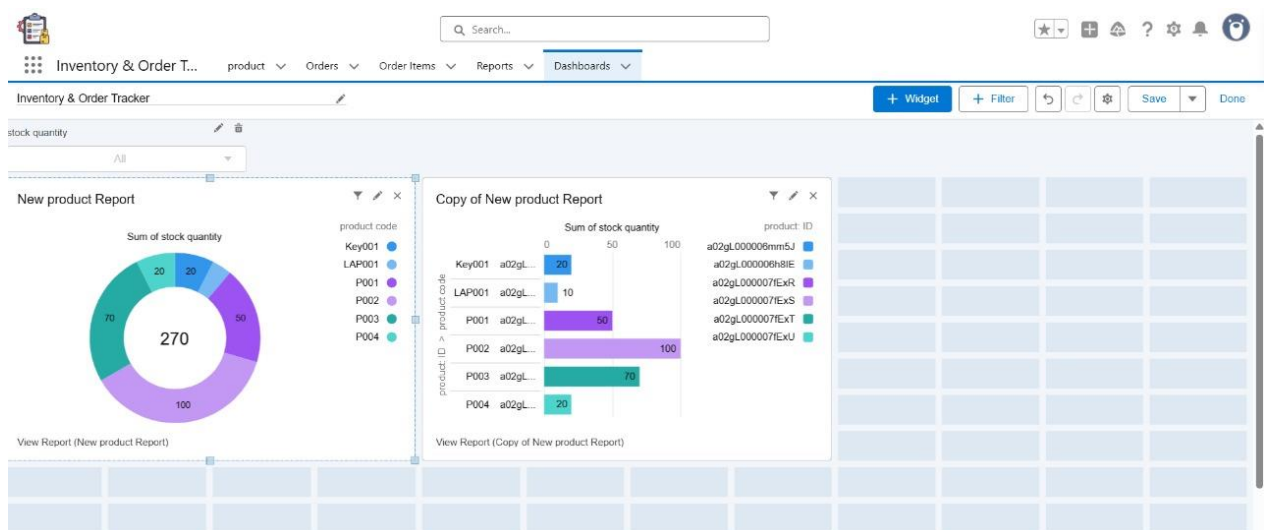 Search...
Inventory & Order T... product Orders Order Items Reports Dashboards
Inventory & Order Tracker
+ Widget + Filter Save Done
stock quantity
All
New product Report
Sum of stock quantity
product code
Key001
LAP001
P001
P002
P003
P004
20 20
50
70
270
100
View Report (New product Report)
Copy of New product Report
Sum of stock quantity
0 50 100
product: ID > product code
Key001 a02gL... 20
LAP001 a02gL... 10
P001 a02gL... 50
P002 a02gL... 100
P003 a02gL... 70
P004 a02gL... 20
product: ID
a02gL000006mm5J
a02gL000006h8IE
a02gL000007fExR
a02gL000007fExS
a02gL000007fExT
a02gL000007fExU
View Report (Copy of New product Report)